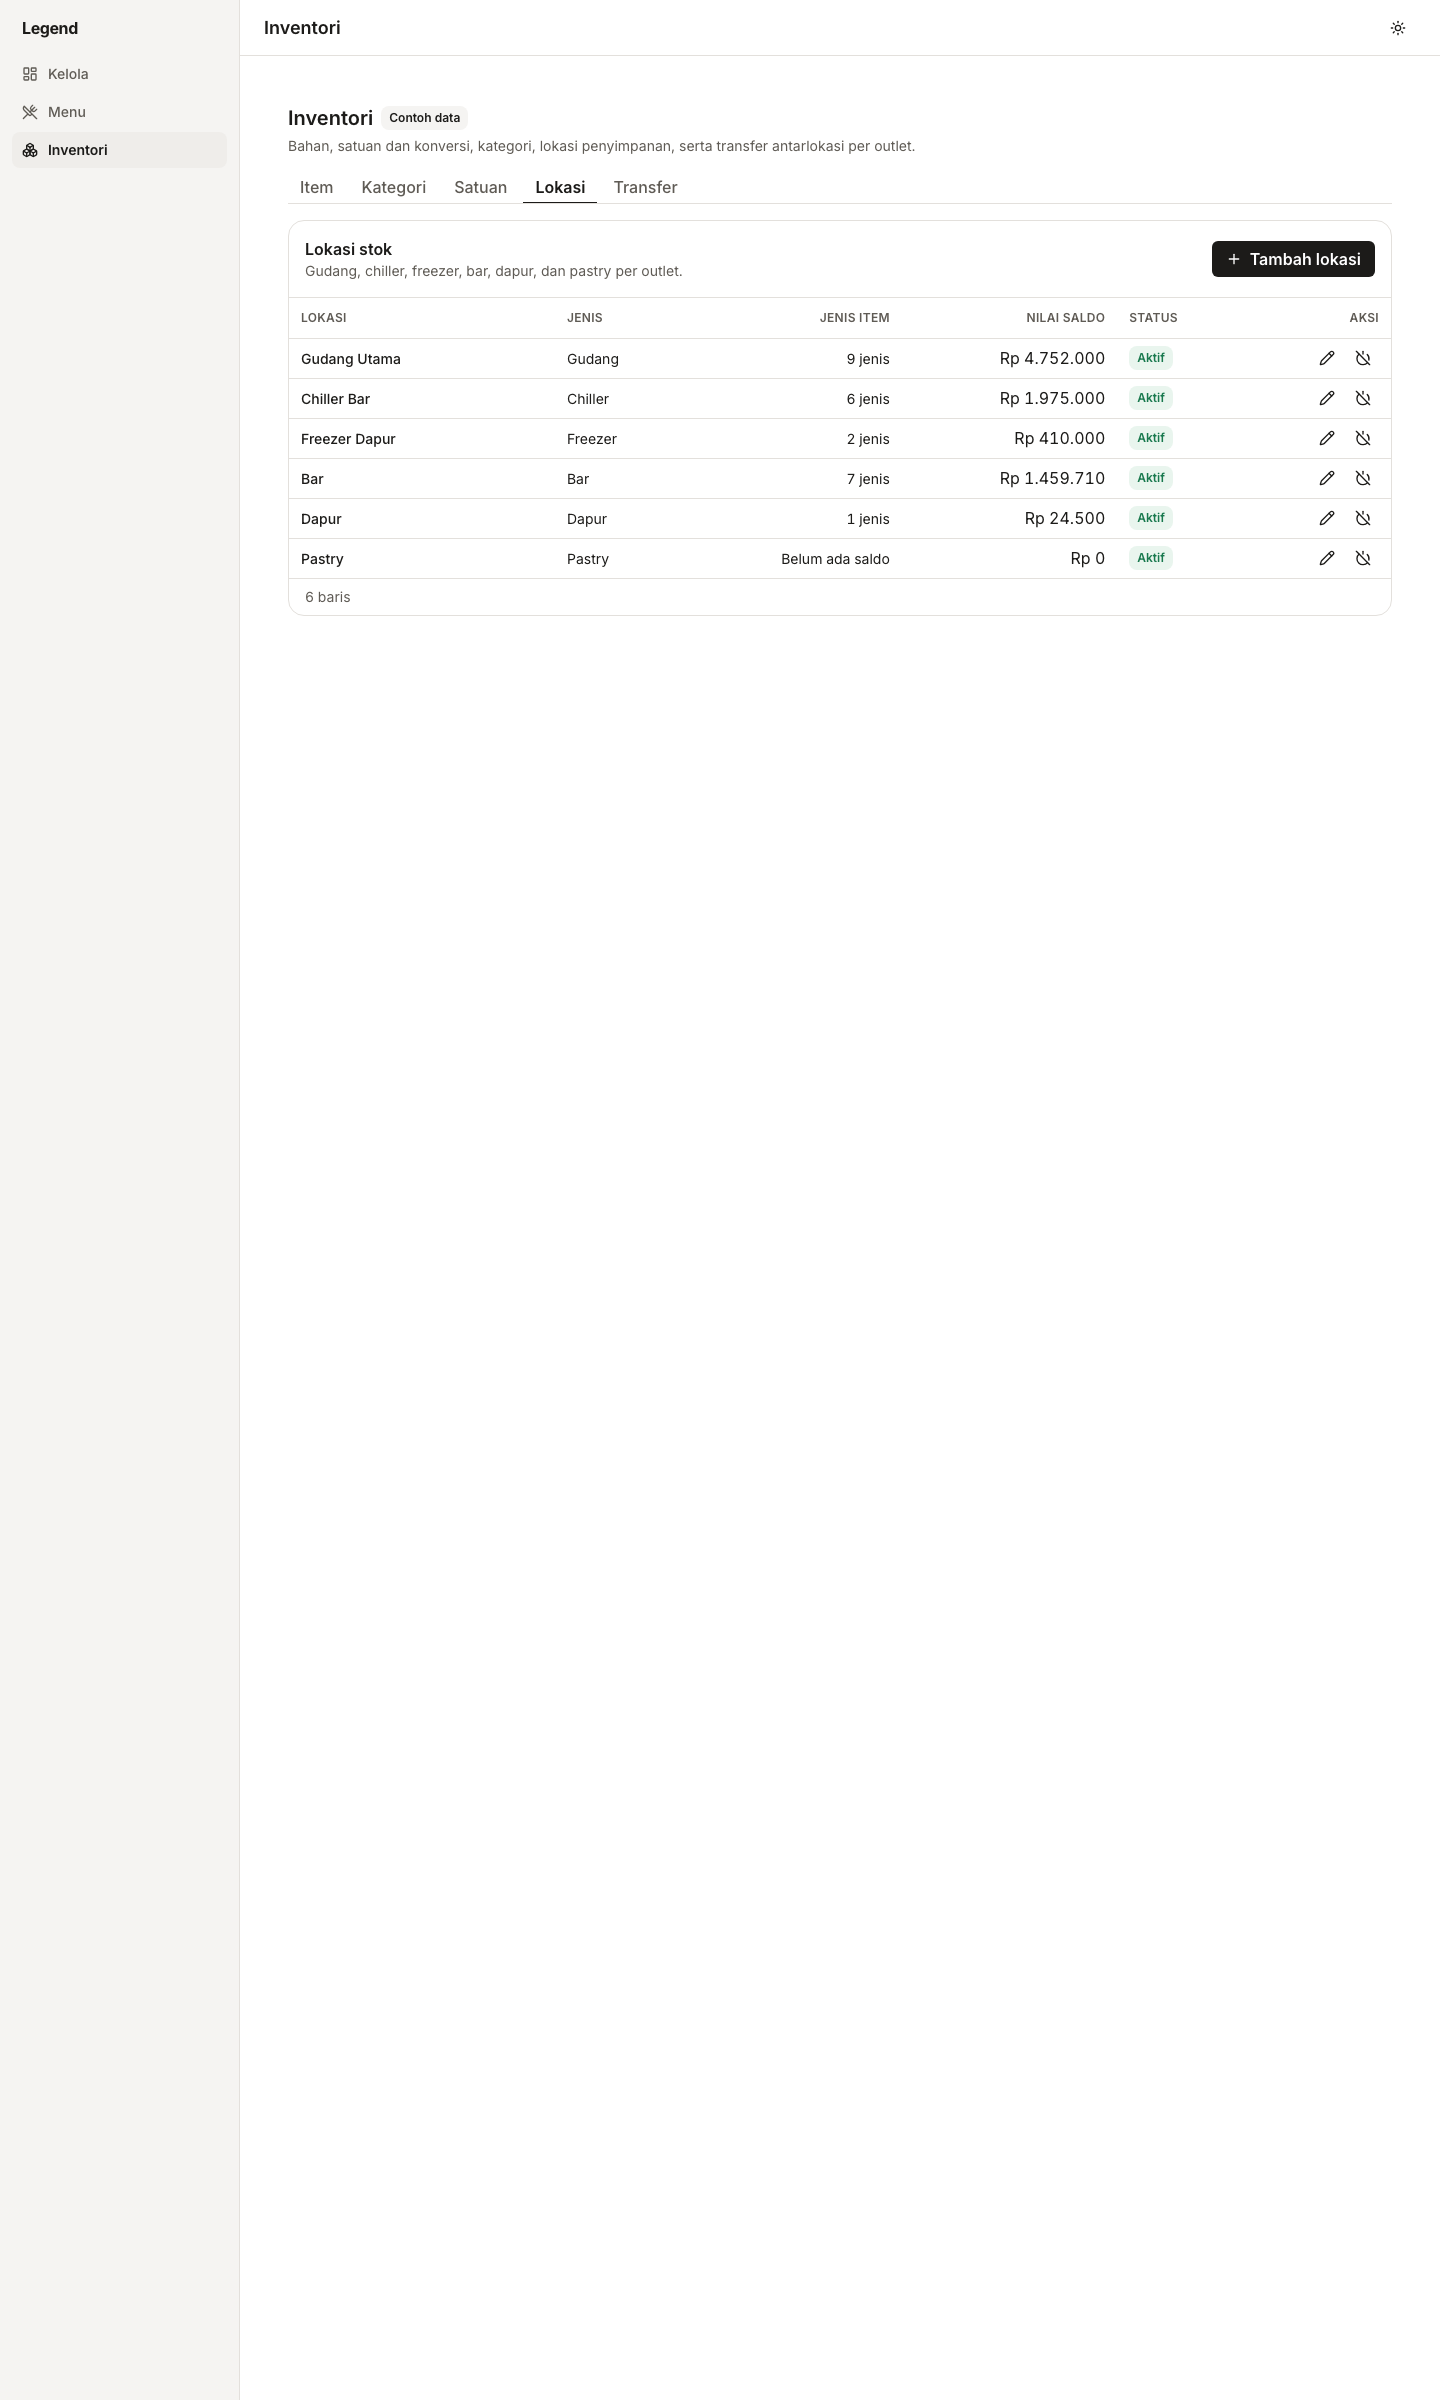 Legend
Inventori
Kelola
Menu
Inventori
Inventori Contoh data
Bahan, satuan dan konversi, kategori, lokasi penyimpanan, serta transfer antarlokasi per outlet.
Item Kategori Satuan Lokasi Transfer
Lokasi stok
Gudang, chiller, freezer, bar, dapur, dan pastry per outlet.
Tambah lokasi
LOKASI JENIS JENIS ITEM NILAI SALDO STATUS AKSI
Gudang Utama Gudang 9 jenis Rp 4.752.000 Aktif
Chiller Bar Chiller 6 jenis Rp 1.975.000 Aktif
Freezer Dapur Freezer 2 jenis Rp 410.000 Aktif
Bar Bar 7 jenis Rp 1.459.710 Aktif
Dapur Dapur 1 jenis Rp 24.500 Aktif
Pastry Pastry Belum ada saldo Rp 0 Aktif
6 baris